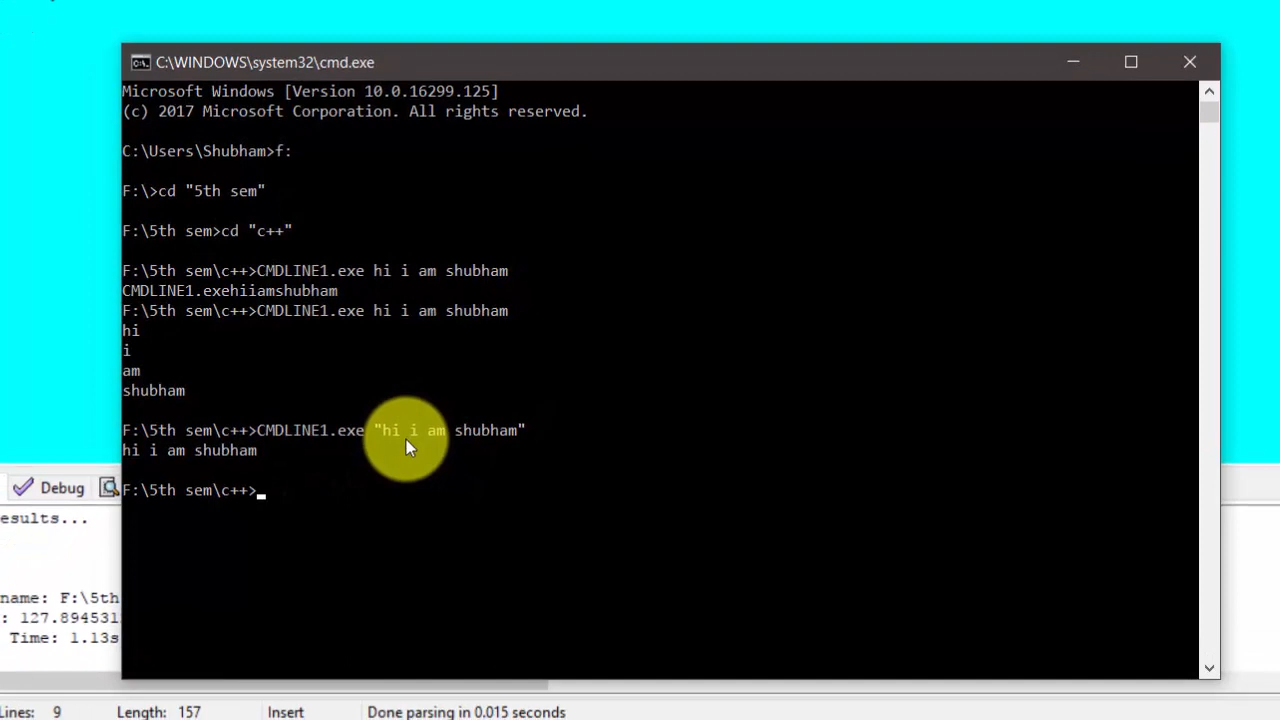 C:\WINDOWS\system32\cmd.exe
Microsoft Windows [Version 10.0.16299.125]
(c) 2017 Microsoft Corporation. All rights reserved.
C:\Users\Shubham>f:
F:\>cd "5th sem"
F:\5th sem>cd "c++"
F:\5th sem\c++>CMDLINE1.exe hi i am shubham
CMDLINE1.exehiiamshubham
F:\5th sem\c++>CMDLINE1.exe hi i am shubham
hi
i
am
shubham
F:\5th sem\c++>CMDLINE1.exe "hi i am shubham"
hi i am shubham
F:\5th sem\c++>
Debug
esults...
name: F:\5th
: 127.894531
Time: 1.13s
Lines: 9 Length: 157 Insert Done parsing in 0.015 seconds